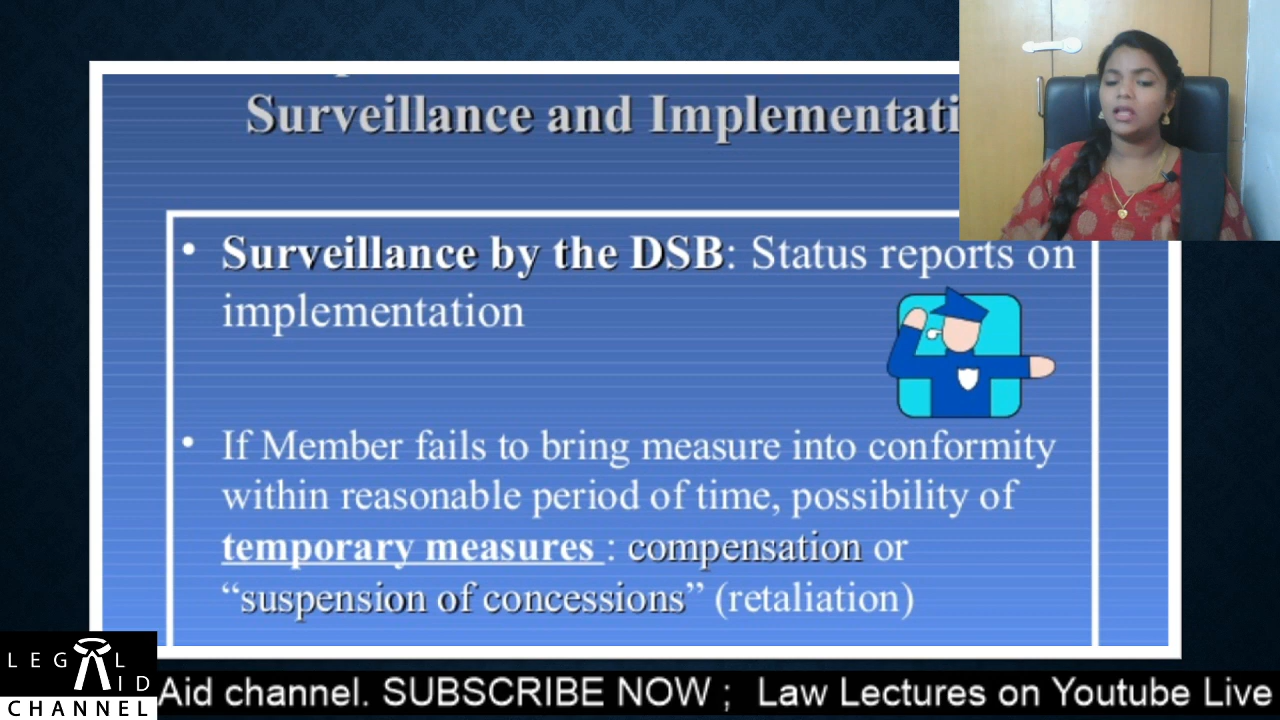 Surveillance and Implementati
• Surveillance by the DSB: Status reports on
implementation
• If Member fails to bring measure into conformity
within reasonable period of time, possibility of
temporary measures : compensation or
“suspension of concessions” (retaliation)
LEGAL
AID
CHANNEL
Aid channel. SUBSCRIBE NOW ; Law Lectures on Youtube Live